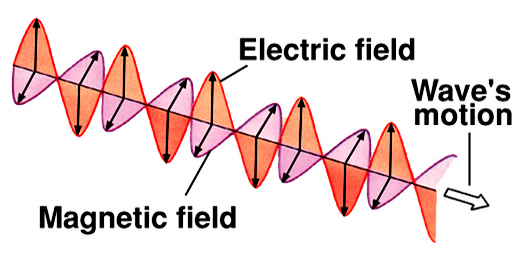 Electric field
Wave's
motion
Magnetic field